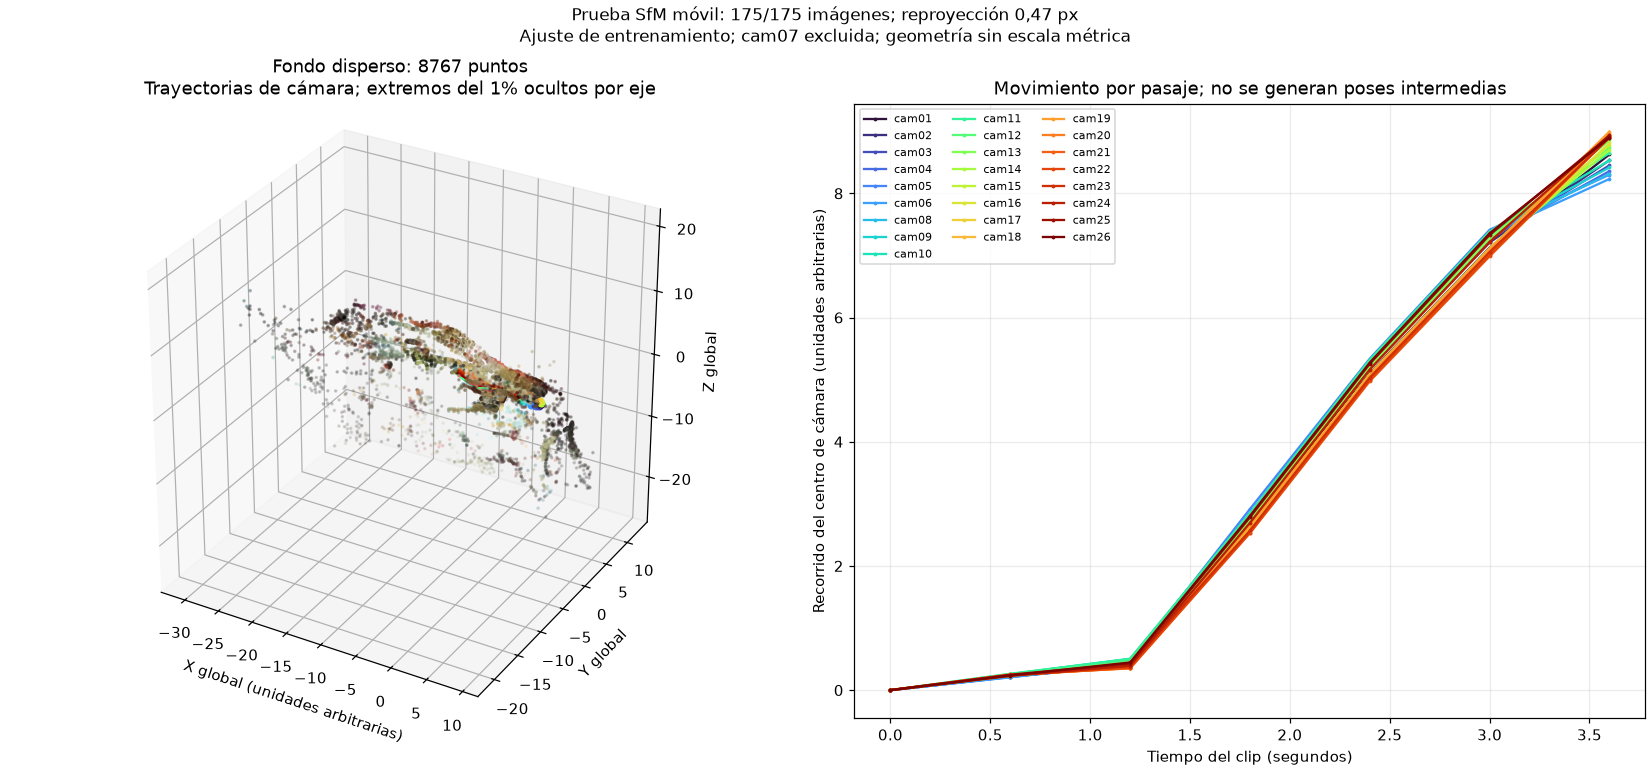 Prueba SfM móvil: 175/175 imágenes; reproyección 0,47 px
Ajuste de entrenamiento; cam07 excluida; geometría sin escala métrica
Fondo disperso: 8767 puntos
Trayectorias de cámara; extremos del 1% ocultos por eje
20
10
0
−10
−20
Z global
10
5
0
−5
−10
−15
−20
Y global
−30
−25
−20
−15
−10
−5
0
5
10
X global (unidades arbitrarias)
Movimiento por pasaje; no se generan poses intermedias
cam01
cam02
cam03
cam04
cam05
cam06
cam08
cam09
cam10
cam11
cam12
cam13
cam14
cam15
cam16
cam17
cam18
cam19
cam20
cam21
cam22
cam23
cam24
cam25
cam26
8
6
4
2
0
Recorrido del centro de cámara (unidades arbitrarias)
0.0 0.5 1.0 1.5 2.0 2.5 3.0 3.5
Tiempo del clip (segundos)